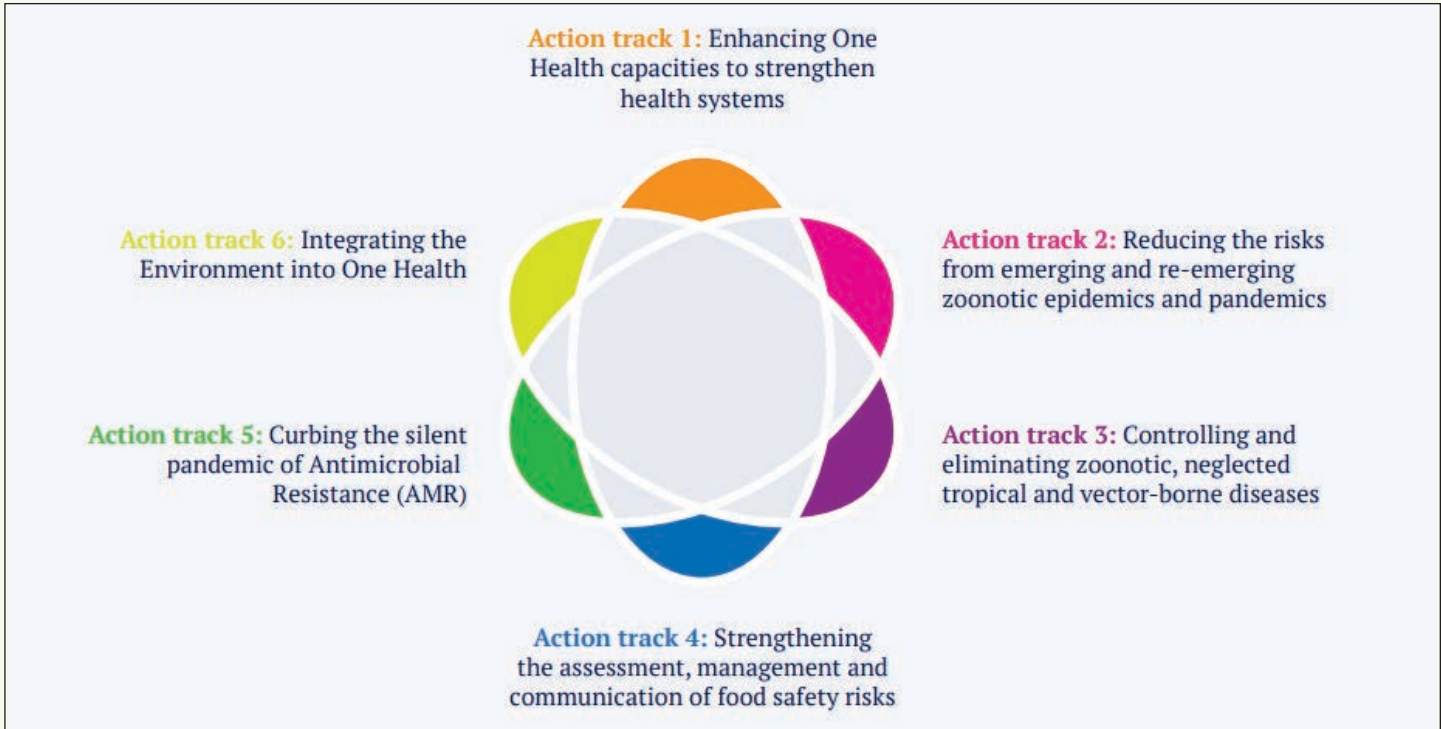 Action track 1: Enhancing One
Health capacities to strengthen
health systems
Action track 6: Integrating the
Environment into One Health
Action track 2: Reducing the risks
from emerging and re-emerging
zoonotic epidemics and pandemics
Action track 5: Curbing the silent
pandemic of Antimicrobial
Resistance (AMR)
Action track 3: Controlling and
eliminating zoonotic, neglected
tropical and vector-borne diseases
Action track 4: Strengthening
the assessment, management and
communication of food safety risks